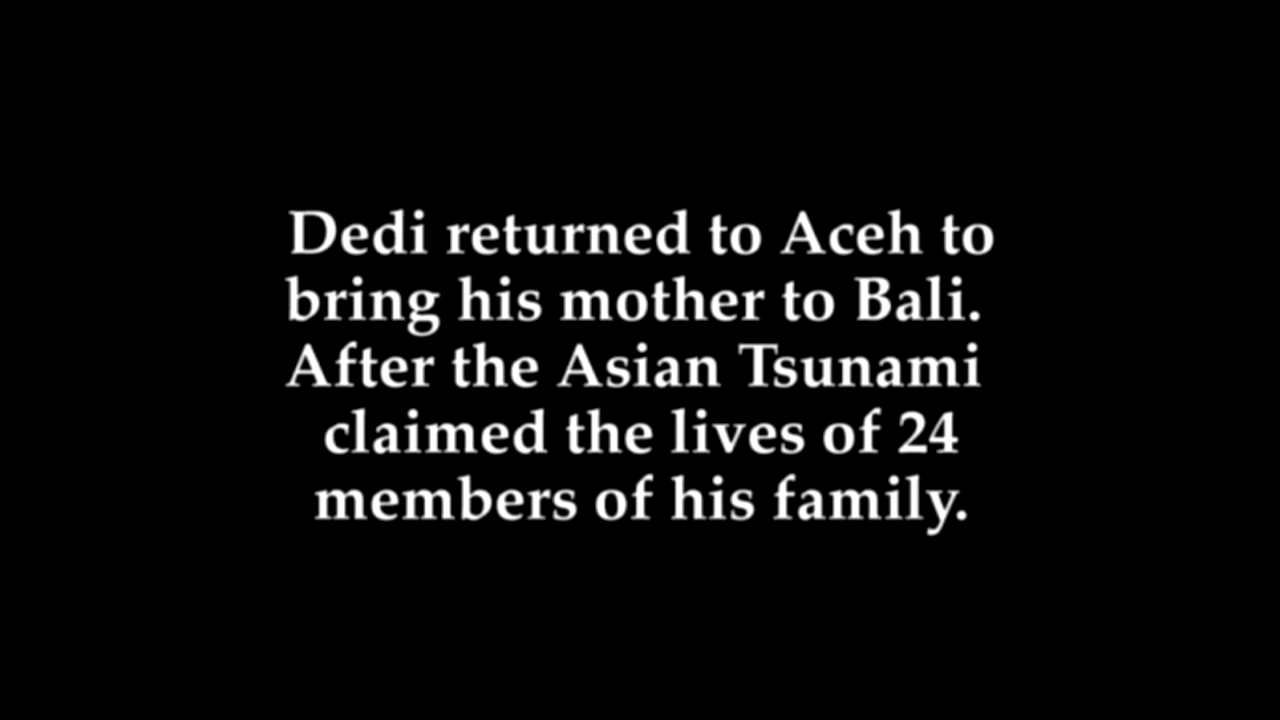 Dedi returned to Aceh to
bring his mother to Bali.
After the Asian Tsunami
claimed the lives of 24
members of his family.